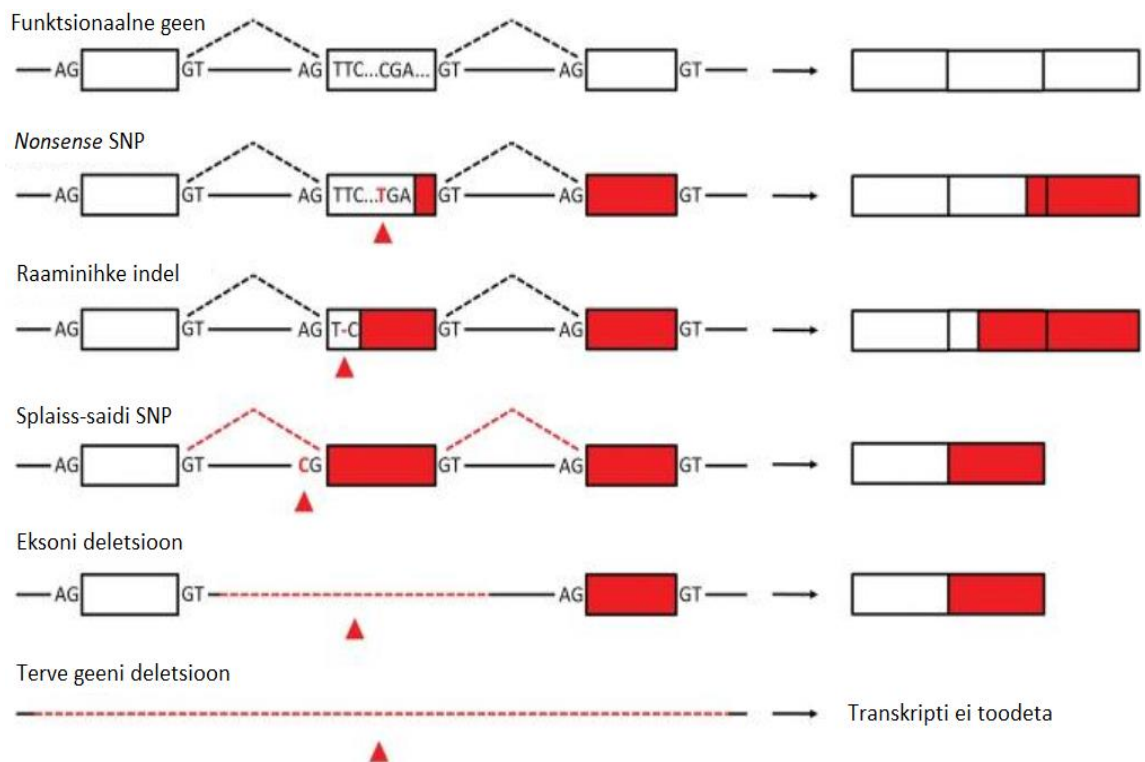 Funktsionaalne geen
AG GT AG TTC...CGA... GT AG GT
Nonsense SNP
AG GT AG TTC...TGA GT AG GT
Raaminihke indel
AG GT AG T-C GT AG GT
Splaiss-saidi SNP
AG GT CG GT AG GT
Eksoni deletsioon
AG GT AG GT
Terve geeni deletsioon
Transkripti ei toodeta